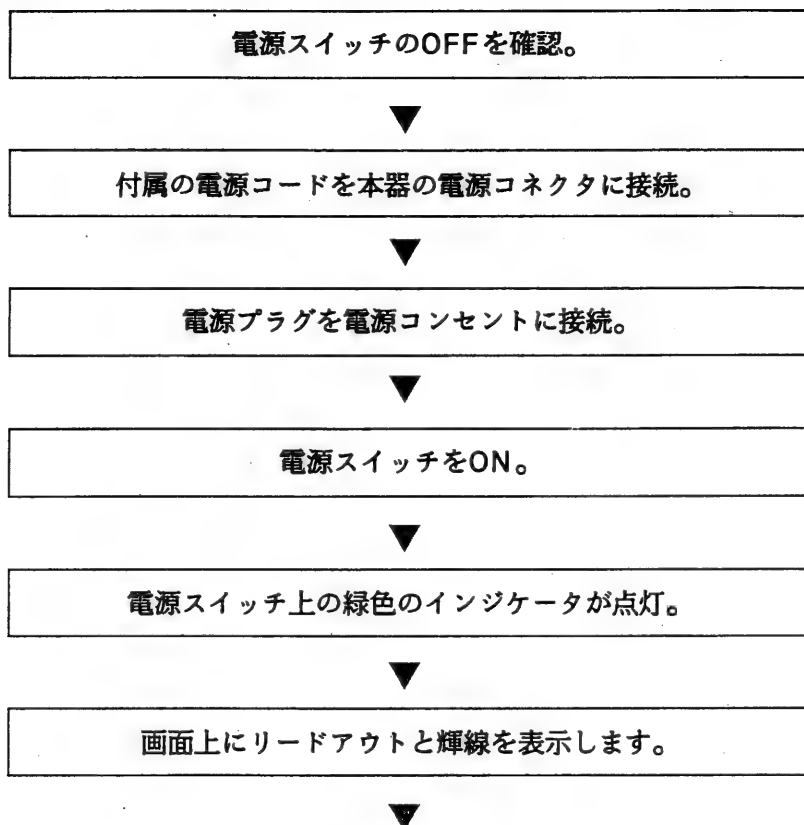 電源スイッチのOFFを確認。
付属の電源コードを本器の電源コネクタに接続。
電源プラグを電源コンセントに接続。
電源スイッチをON。
電源スイッチ上の緑色のインジケータが点灯。
画面上にリードアウトと輝線を表示します。